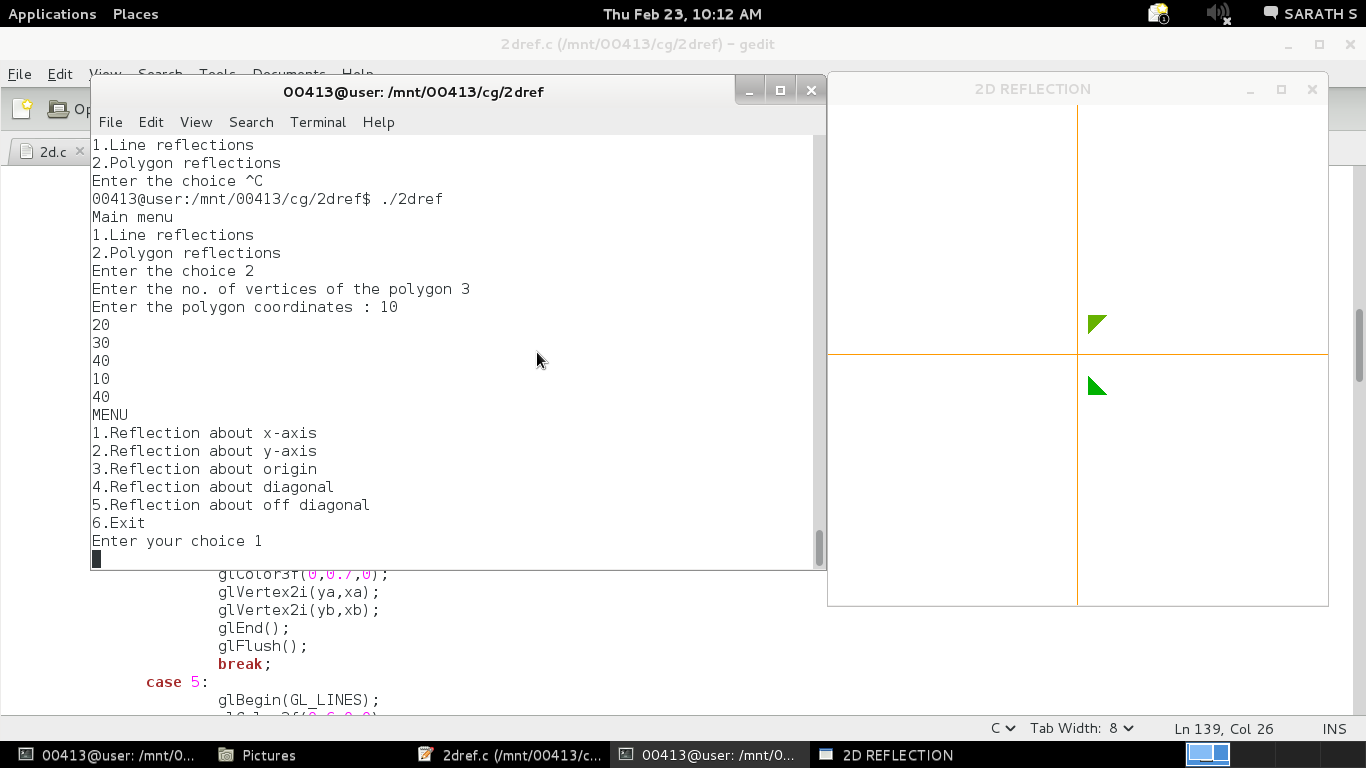 Applications Places Thu Feb 23, 10:12 AM 1 SARATH S
2dref.c (/mnt/00413/cg/2dref) - gedit
File Edit View Search Tools Documents Help
00413@user: /mnt/00413/cg/2dref
2D REFLECTION
File Edit View Search Terminal Help
2d.c
1.Line reflections
2.Polygon reflections
Enter the choice ^C
00413@user:/mnt/00413/cg/2dref$ ./2dref
Main menu
1.Line reflections
2.Polygon reflections
Enter the choice 2
Enter the no. of vertices of the polygon 3
Enter the polygon coordinates : 10
20
30
40
10
40
MENU
1.Reflection about x-axis
2.Reflection about y-axis
3.Reflection about origin
4.Reflection about diagonal
5.Reflection about off diagonal
6.Exit
Enter your choice 1
glColor3f(0,0.7,0);
glVertex2i(ya,xa);
glVertex2i(yb,xb);
glEnd();
glFlush();
break;
case 5:
glBegin(GL_LINES);
C Tab Width: 8 Ln 139, Col 26 INS
00413@user: /mnt/0... Pictures 2dref.c (/mnt/00413/c... 00413@user: /mnt/0... 2D REFLECTION